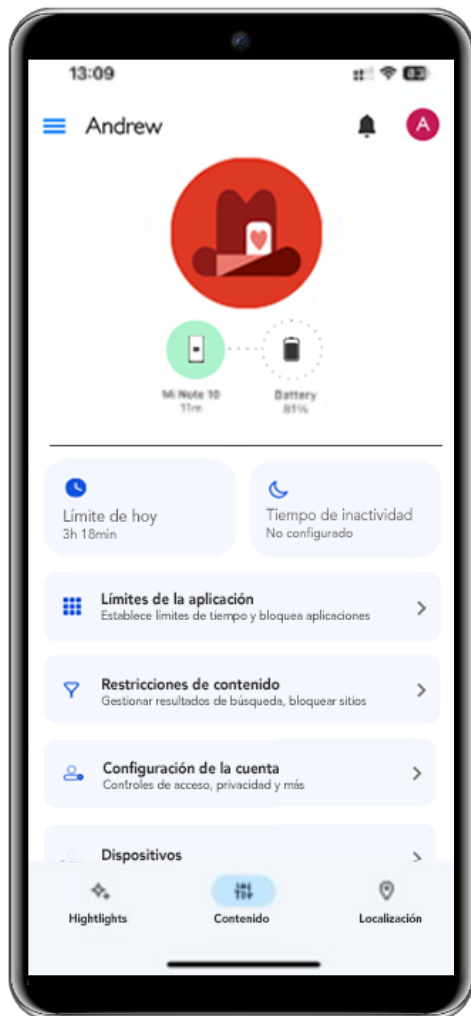 13:09
83
Andrew
A
Mi Note 10
11m
Battery
81%
Límite de hoy
3h 18min
Tiempo de inactividad
No configurado
Límites de la aplicación
Establece límites de tiempo y bloquea aplicaciones
Restricciones de contenido
Gestionar resultados de búsqueda, bloquear sitios
Configuración de la cuenta
Controles de acceso, privacidad y más
Dispositivos
Hightlights
Contenido
Localización